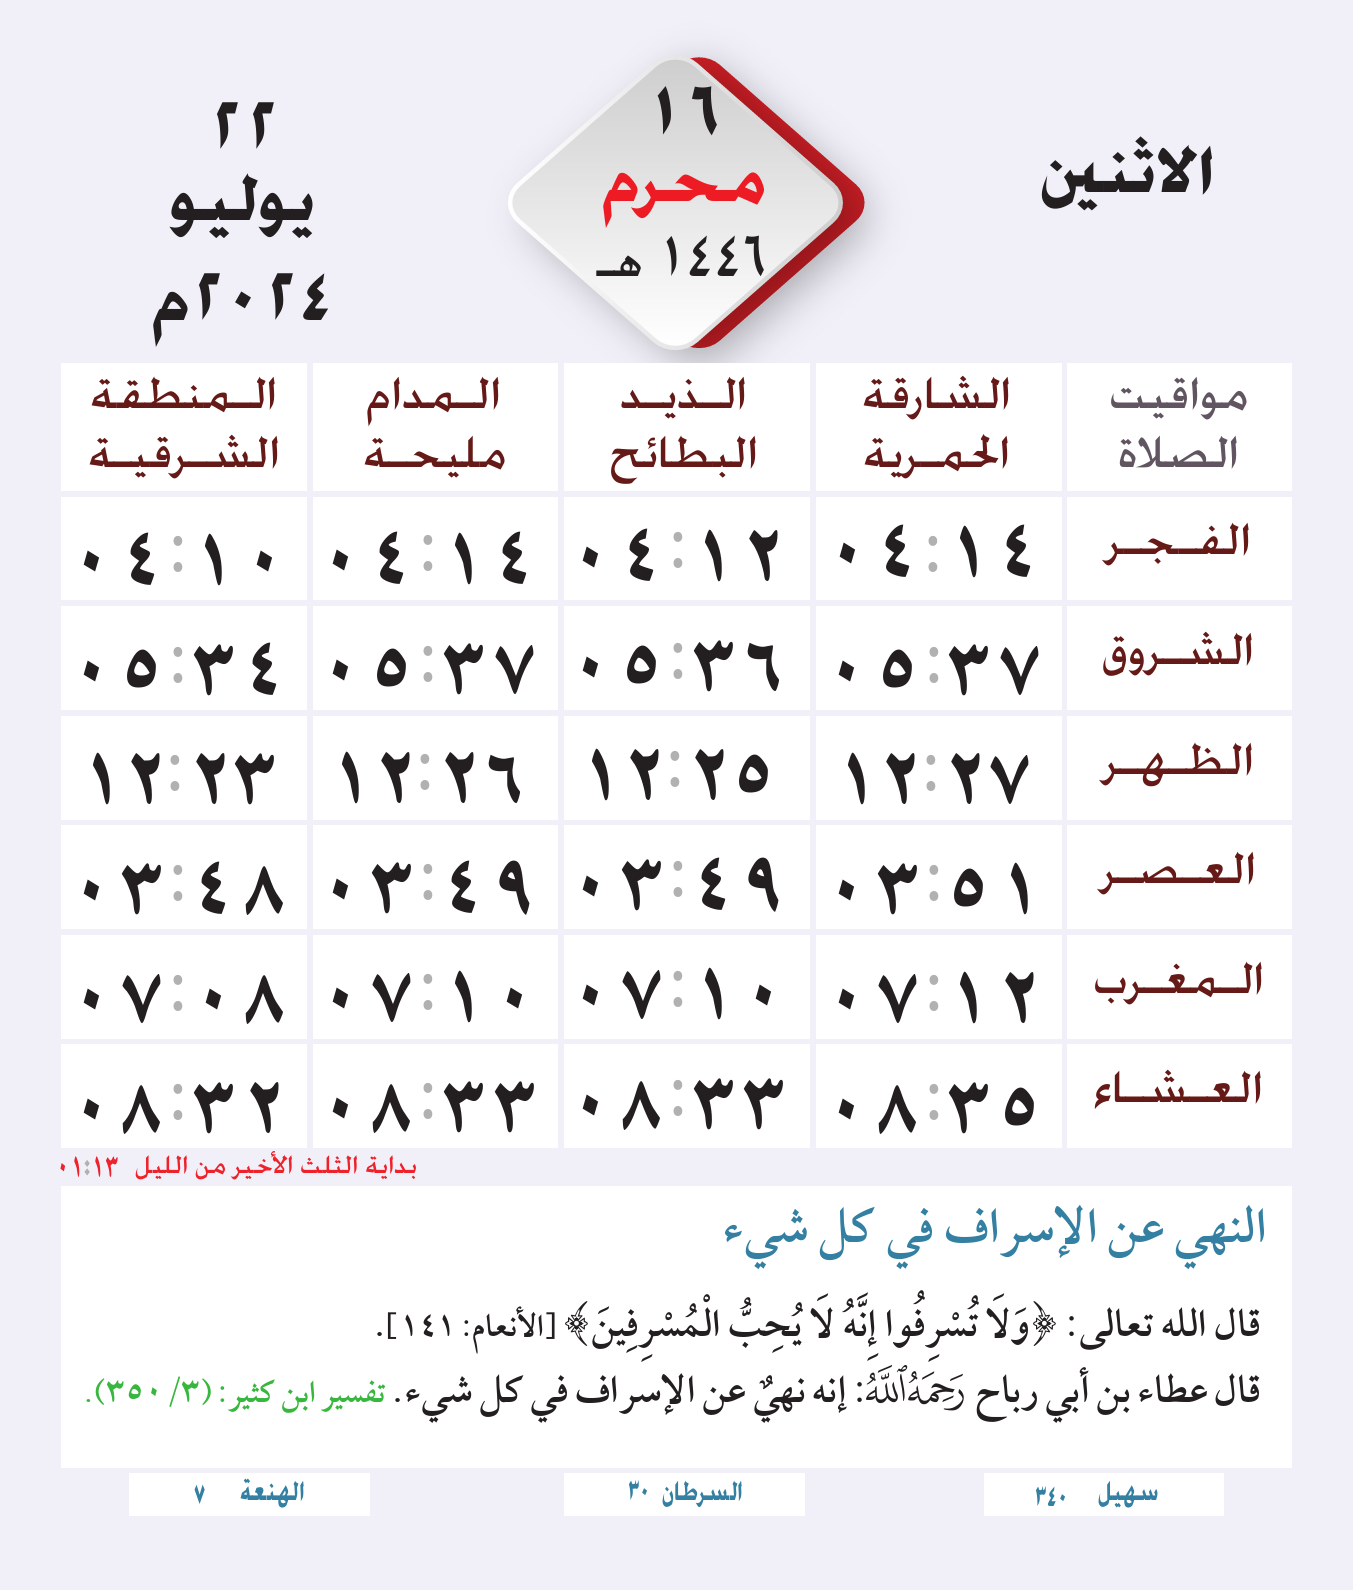 الاثنين
١٦
محرم
١٤٤٦ هـ
٢٢
يوليو
٢٠٢٤م
مواقيت الصلاة
الشارقة الحمرية
الذيد البطائح
المدام مليحة
المنطقة الشرقية
الفجر ٠٤:١٤ ٠٤:١٢ ٠٤:١٤ ٠٤:١٠
الشروق ٠٥:٣٧ ٠٥:٣٦ ٠٥:٣٧ ٠٥:٣٤
الظهر ١٢:٢٧ ١٢:٢٥ ١٢:٢٦ ١٢:٢٣
العصر ٠٣:٥١ ٠٣:٤٩ ٠٣:٤٩ ٠٣:٤٨
المغرب ٠٧:١٢ ٠٧:١٠ ٠٧:١٠ ٠٧:٠٨
العشاء ٠٨:٣٥ ٠٨:٣٣ ٠٨:٣٣ ٠٨:٣٢
بداية الثلث الأخير من الليل ٠١:١٣
النهي عن الإسراف في كل شيء
قال الله تعالى: ﴿وَلَا تُسْرِفُوا إِنَّهُ لَا يُحِبُّ الْمُسْرِفِينَ﴾ [الأنعام: ١٤١].
قال عطاء بن أبي رباح رَحِمَهُ ٱللَّهُ: إنه نهيٌ عن الإسراف في كل شيء. تفسير ابن كثير: (٣/ ٣٥٠).
سهيل ٣٤٠
السرطان ٣٠
الهنعة ٧